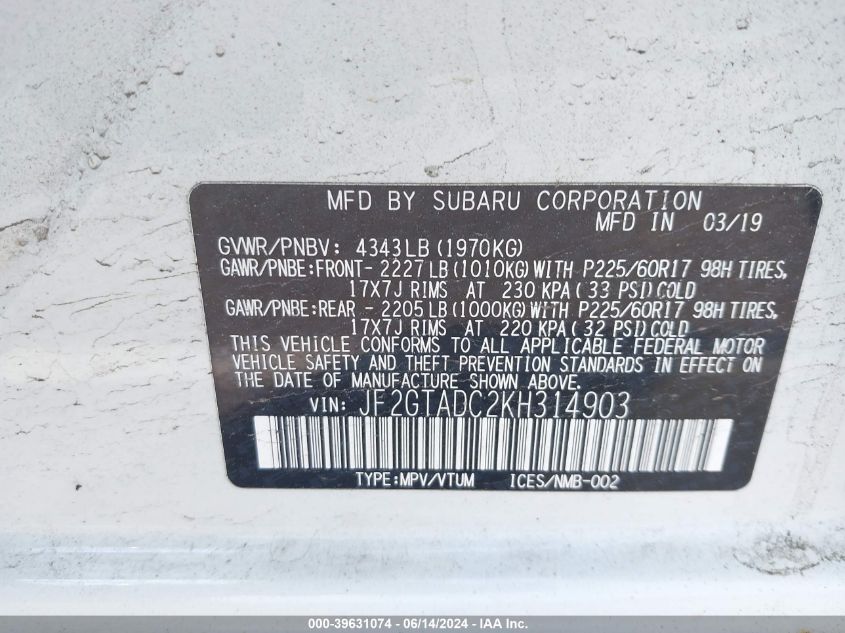 MFD BY SUBARU CORPORATION
MFD IN 03/19
GVWR/PNBV: 4343LB (1970KG)
GAWR/PNBE:FRONT- 2227 LB (1010KG) WITH P225/60R17 98H TIRES,
17X7J RIMS AT 230 KPA ( 33 PSI) COLD
GAWR/PNBE:REAR - 2205 LB (1000KG) WITH P225/60R17 98H TIRES,
17X7J RIMS AT 220 KPA ( 32 PSI) COLD
THIS VEHICLE CONFORMS TO ALL APPLICABLE FEDERAL MOTOR
VEHICLE SAFETY AND THEFT PREVENTION STANDARDS IN EFFECT ON
THE DATE OF MANUFACTURE SHOWN ABOVE.
VIN: JF2GTADC2KH314903
TYPE:MPV/VTUM ICES/NMB-002
000-39631074 - 06/14/2024 - IAA Inc.